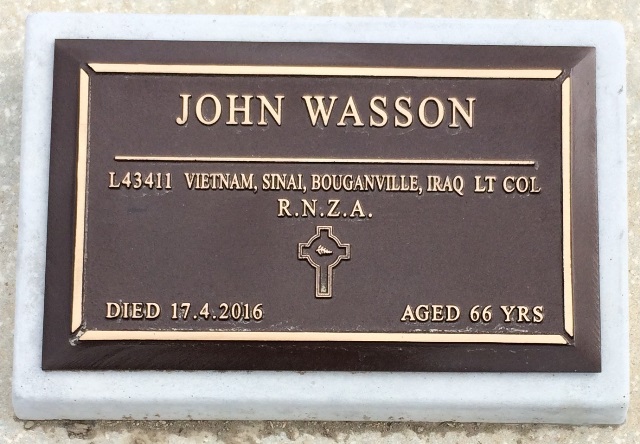 JOHN WASSON
L43411 VIETNAM, SINAI, BOUGANVILLE, IRAQ LT COL
R.N.Z.A.
DIED 17.4.2016 AGED 66 YRS